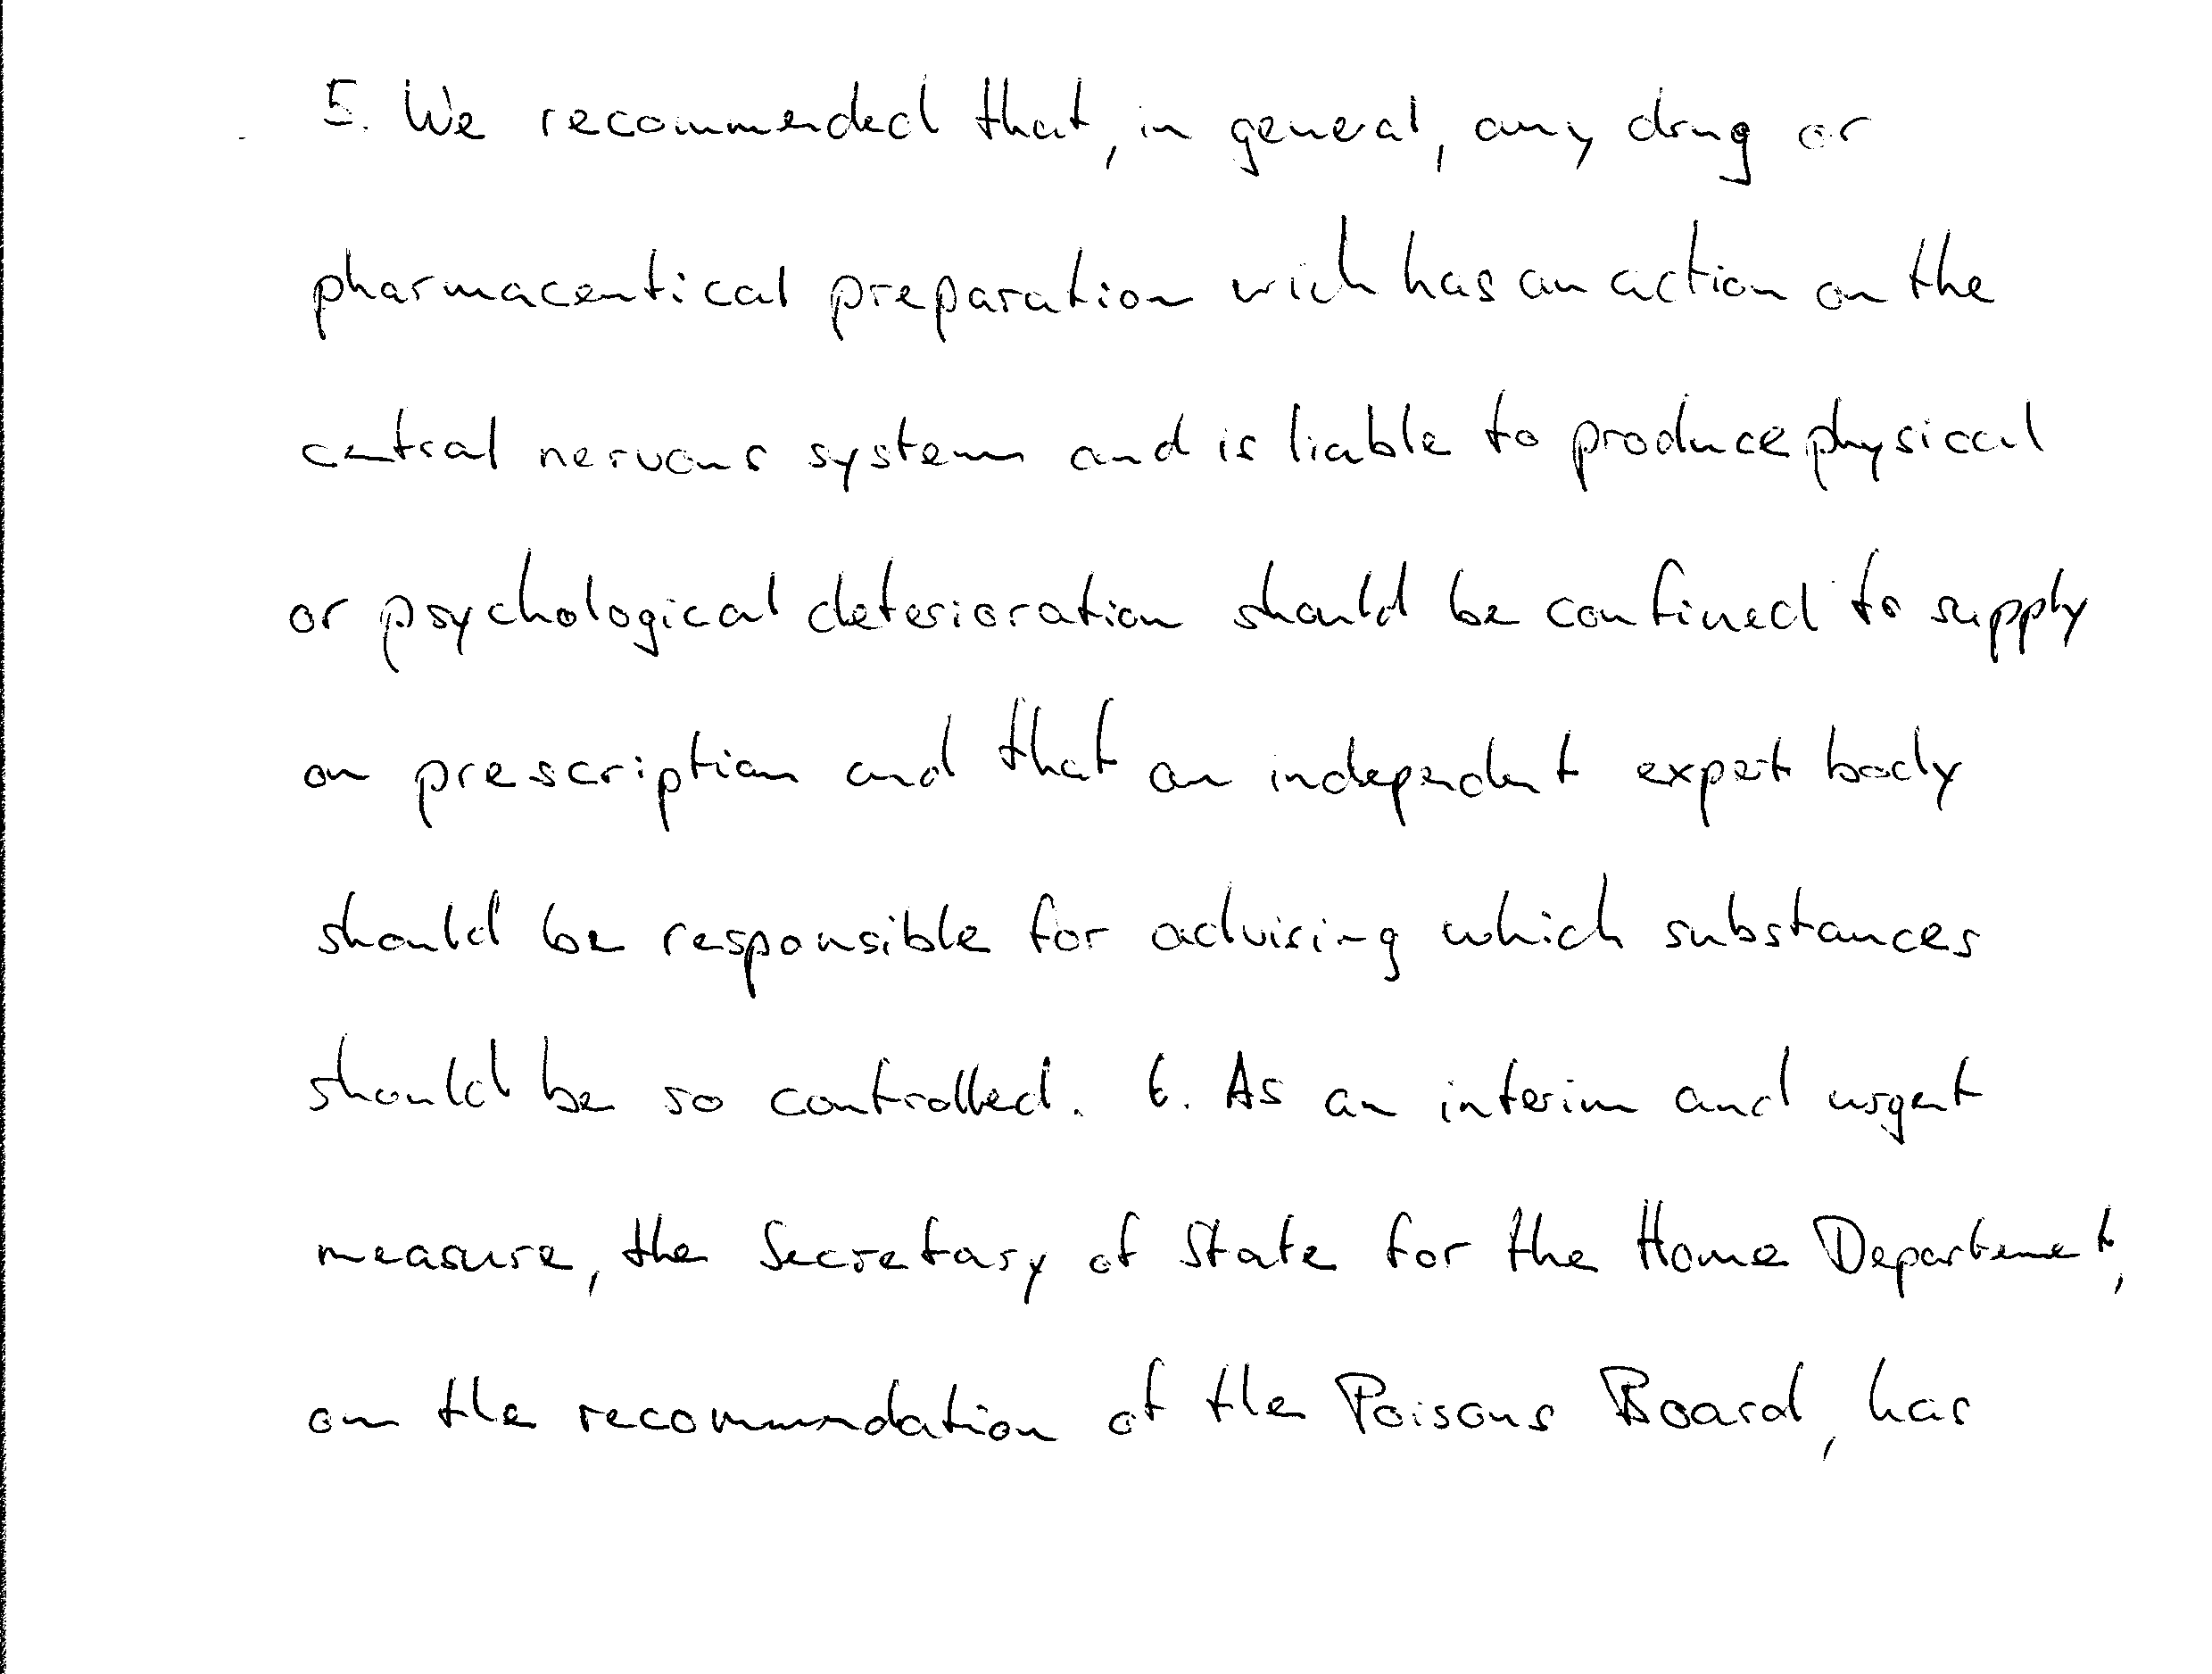 5. We recommended that, in general, any drug or
pharmaceutical preparation wich has an action on the
central nervous system and is liable to produce physical
or psychological deterioration should be confined to supply
on prescription and that an independent expert body
should be responsible for advising which substances
should be so controlled. 6. As an interim and urgent
measure, the Secretary of State for the Home Departement,
on the recommendation of the Poisons Board, has